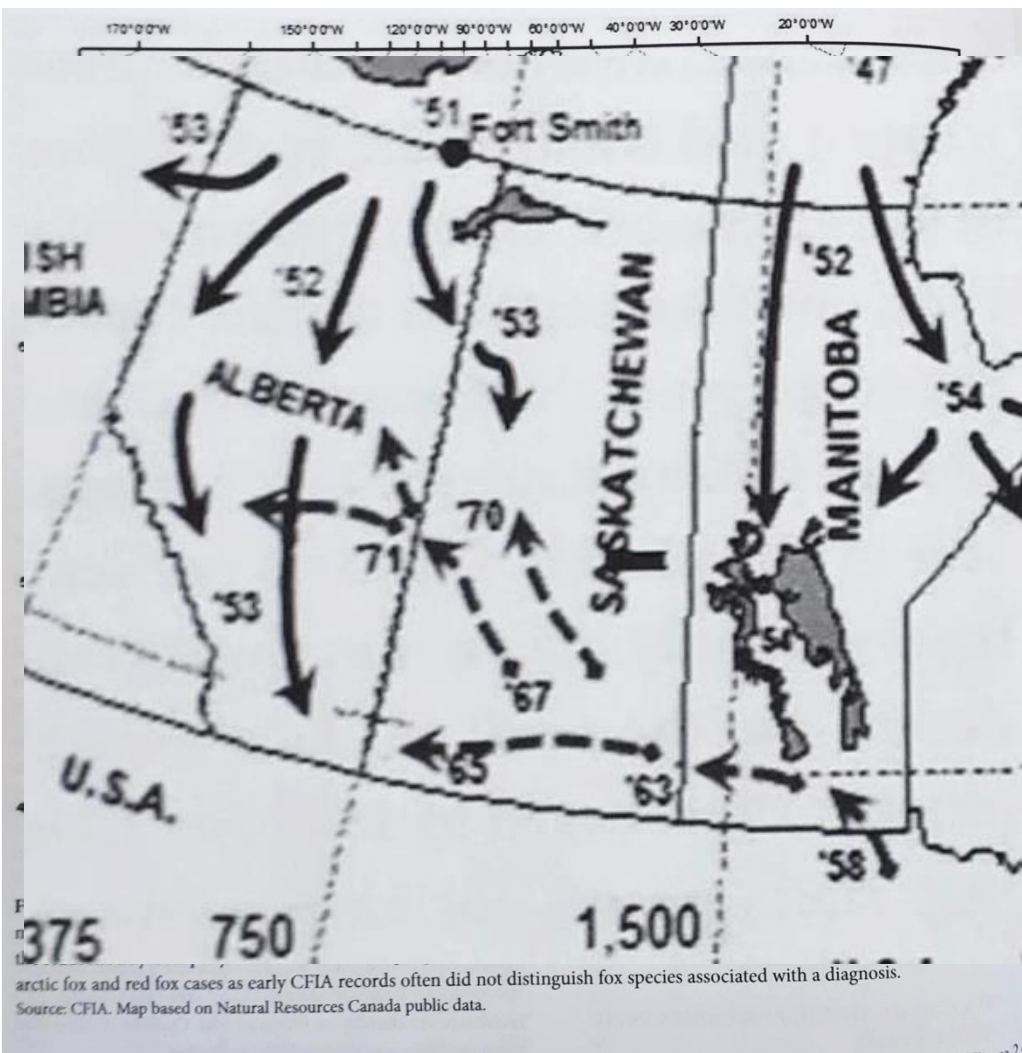 170°0'0"W 150°0'0"W 120°0'0"W 90°0'0"W 60°0'0"W 40°0'0"W 30°0'0"W 20°0'0"W
'47
'53
'51
Fort Smith
ISH
MBIA
'52
'52
'53
SASKATCHEWAN
MANITOBA
ALBERTA
'54
70
71
'53
'54
'67
'65
'63
U.S.A.
'58
375 750 1,500
arctic fox and red fox cases as early CFIA records often did not distinguish fox species associated with a diagnosis.
Source: CFIA. Map based on Natural Resources Canada public data.